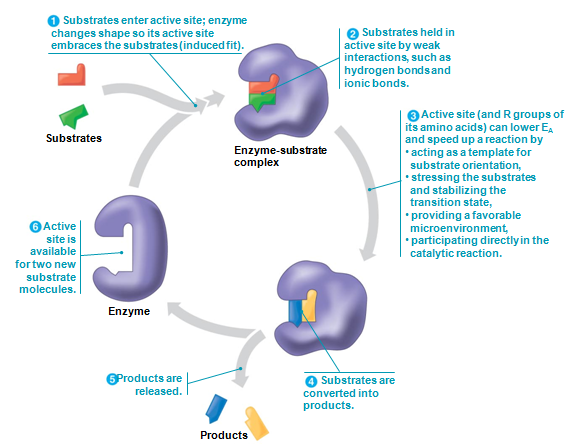 1 Substrates enter active site; enzyme
changes shape so its active site
embraces the substrates (induced fit).
2 Substrates held in
active site by weak
interactions, such as
hydrogen bonds and
ionic bonds.
Substrates
Enzyme-substrate
complex
3 Active site (and R groups of
its amino acids) can lower EA
and speed up a reaction by
• acting as a template for
substrate orientation,
• stressing the substrates
and stabilizing the
transition state,
• providing a favorable
microenvironment,
• participating directly in the
catalytic reaction.
6 Active
site is
available
for two new
substrate
molecules.
Enzyme
5 Products are
released.
4 Substrates are
converted into
products.
Products